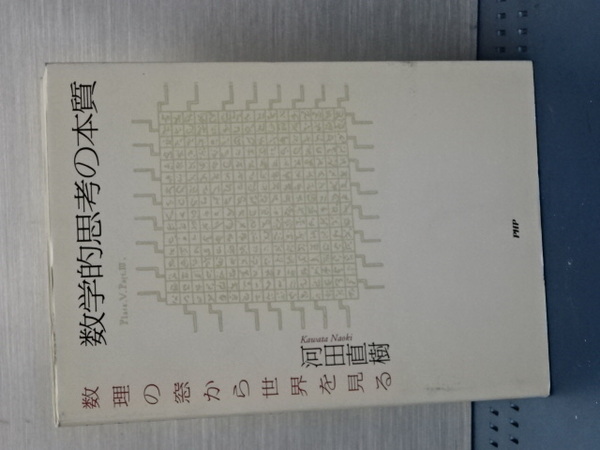 数学的思考の本質
数理の窓から世界を見る
Kawata Naoki
河田直樹
PHP